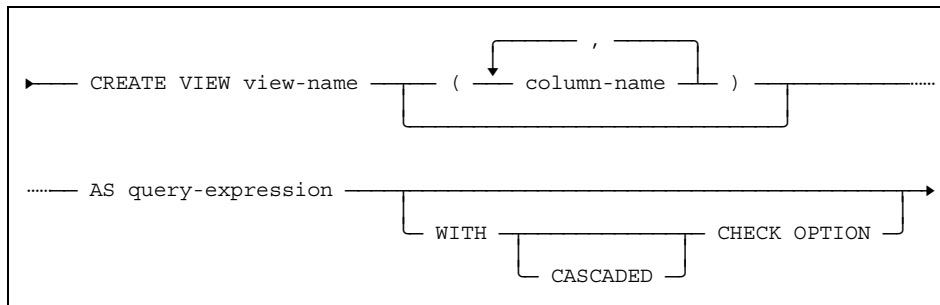 ,
CREATE VIEW view-name ( column-name )
AS query-expression
WITH CHECK OPTION
CASCADED